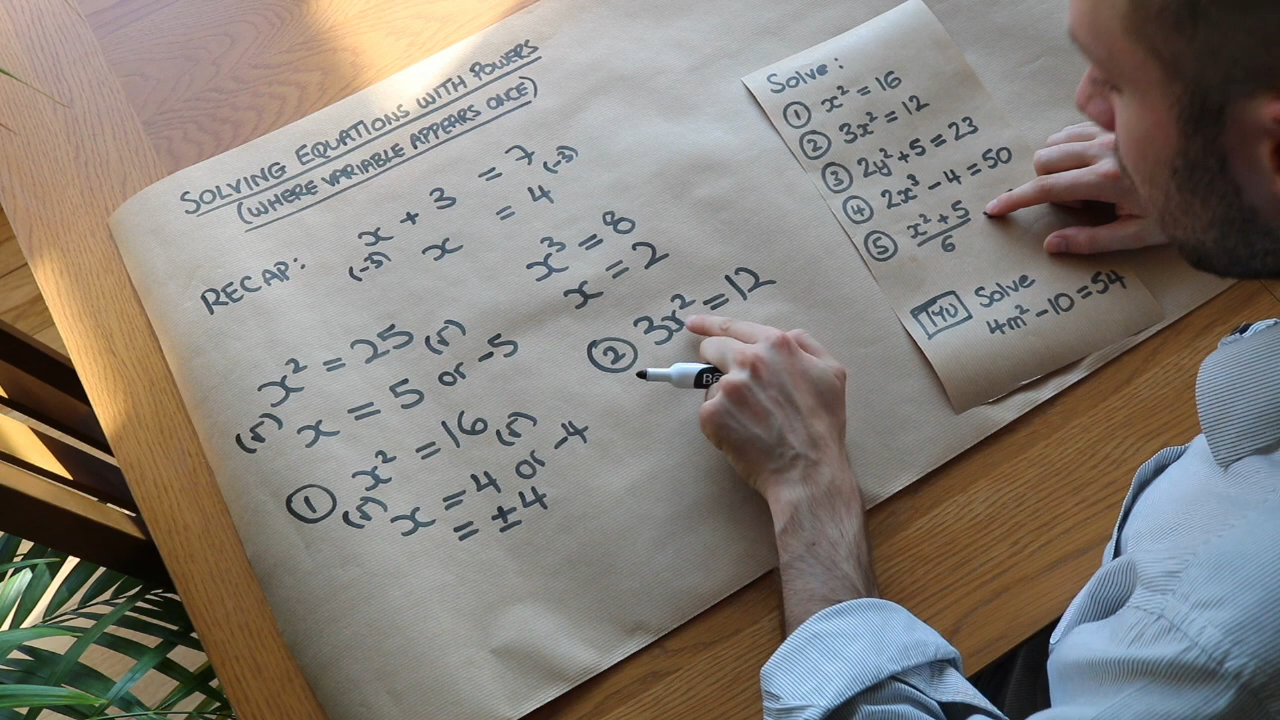 SOLVING EQUATIONS WITH POWERS
(WHERE VARIABLE APPEARS ONCE)
RECAP:
x + 3 = 7
(-3) x = 4 (-3)
x³ = 8
x = 2
x² = 25 (r)
(r) x = 5 or -5
① x² = 16 (r)
(r) x = 4 or -4
= ±4
② 3x² = 12
Solve:
① x² = 16
② 3x² = 12
③ 2y² + 5 = 23
④ 2x³ - 4 = 50
⑤ x² + 5
6
TYU Solve
4m² - 10 = 54